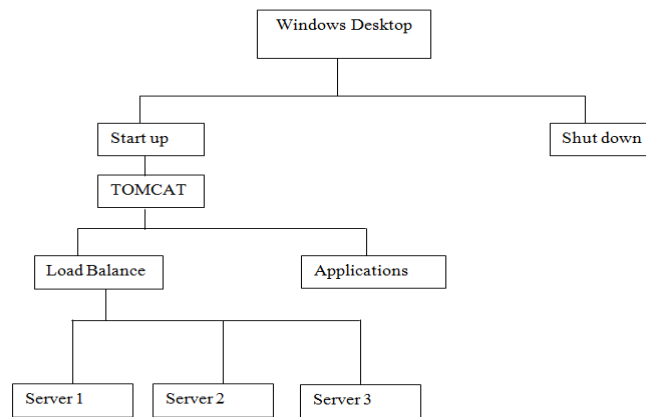 Windows Desktop
Start up
Shut down
TOMCAT
Load Balance
Applications
Server 1
Server 2
Server 3